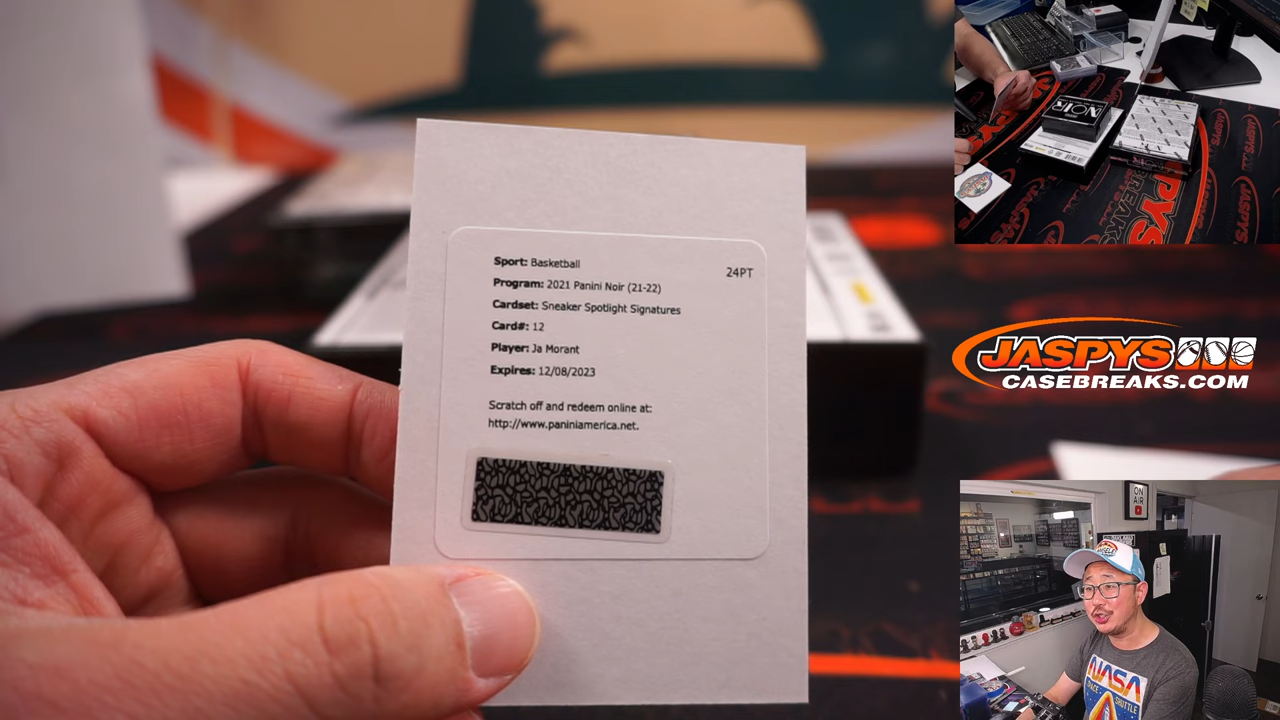 Sport: Basketball
24PT
Program: 2021 Panini Noir (21-22)
Cardset: Sneaker Spotlight Signatures
Card#: 12
Player: Ja Morant
Expires: 12/08/2023
Scratch off and redeem online at:
http://www.paniniamerica.net.
NOIR
JASPYS
CASEBREAKS.COM
ON
AIR
NASA
SPACE SHUTTLE